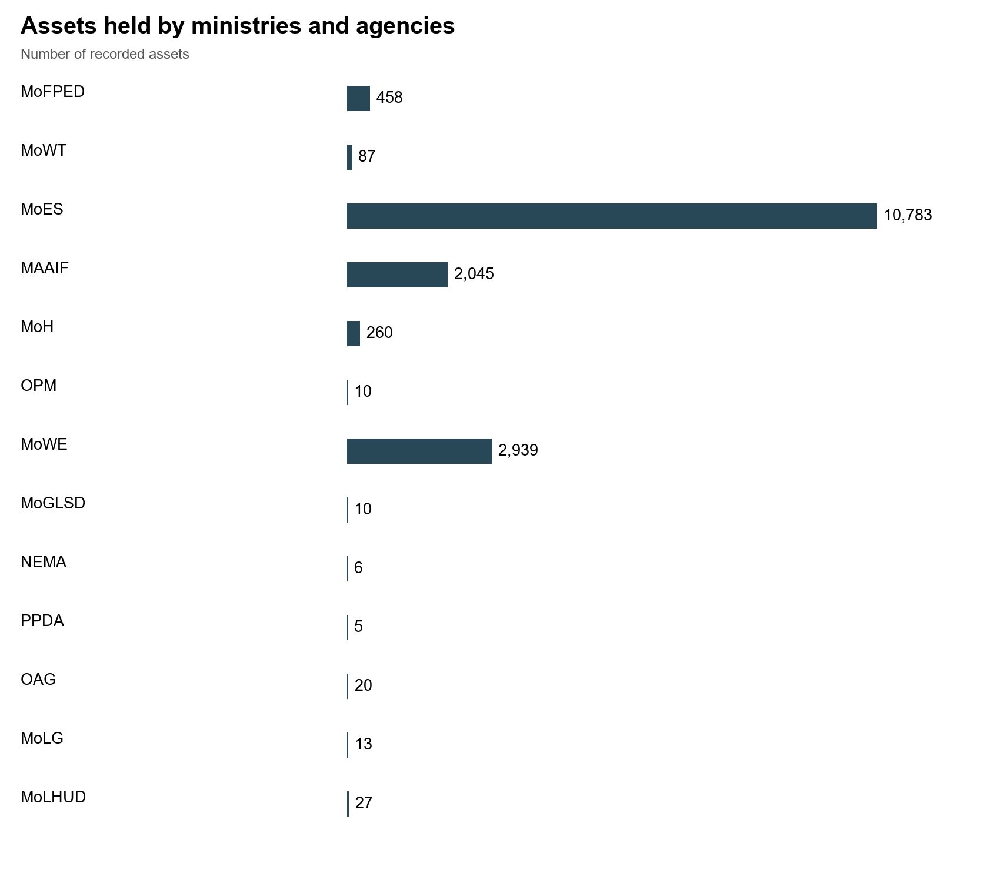 Assets held by ministries and agencies
Number of recorded assets
MoFPED 458
MoWT 87
MoES 10,783
MAAIF 2,045
MoH 260
OPM 10
MoWE 2,939
MoGLSD 10
NEMA 6
PPDA 5
OAG 20
MoLG 13
MoLHUD 27